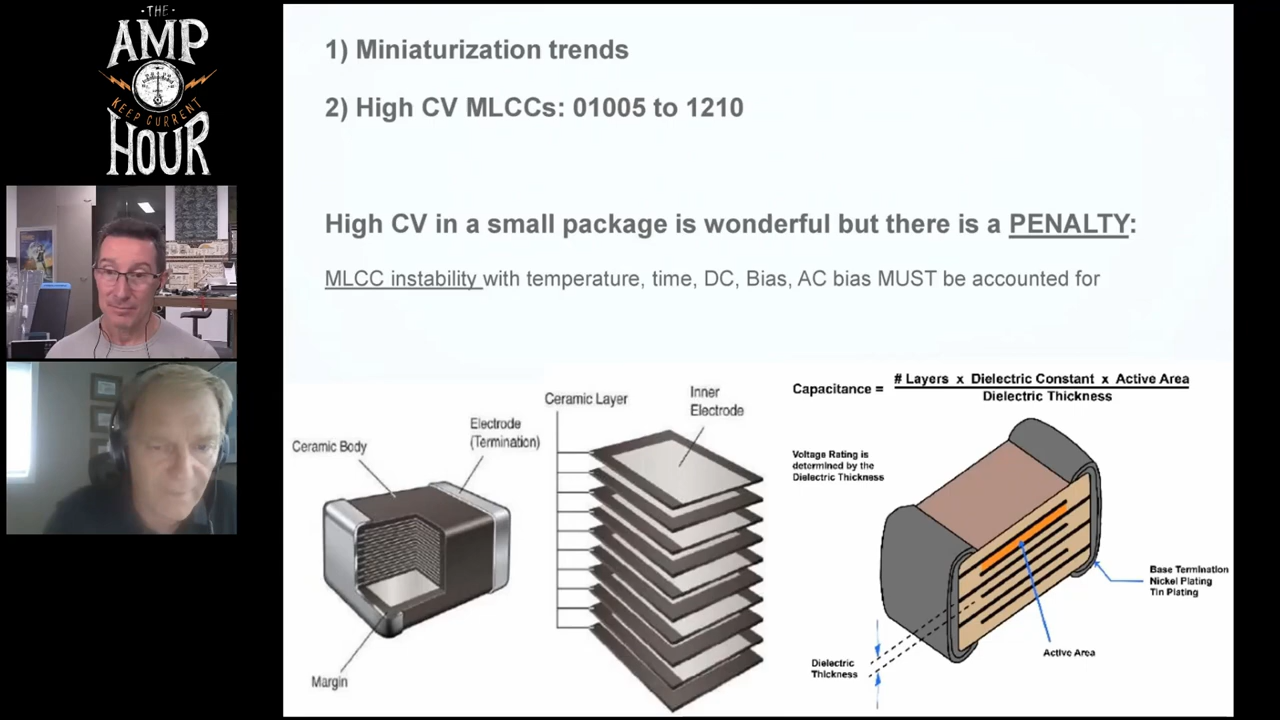 ·THE·
AMP
KEEP CURRENT
HOUR
1) Miniaturization trends
2) High CV MLCCs: 01005 to 1210
High CV in a small package is wonderful but there is a PENALTY:
MLCC instability with temperature, time, DC, Bias, AC bias MUST be accounted for
Ceramic Body
Electrode
(Termination)
Margin
Ceramic Layer
Inner
Electrode
Capacitance = # Layers x Dielectric Constant x Active Area
Dielectric Thickness
Voltage Rating is
determined by the
Dielectric Thickness
Base Termination
Nickel Plating
Tin Plating
Active Area
Dielectric
Thickness